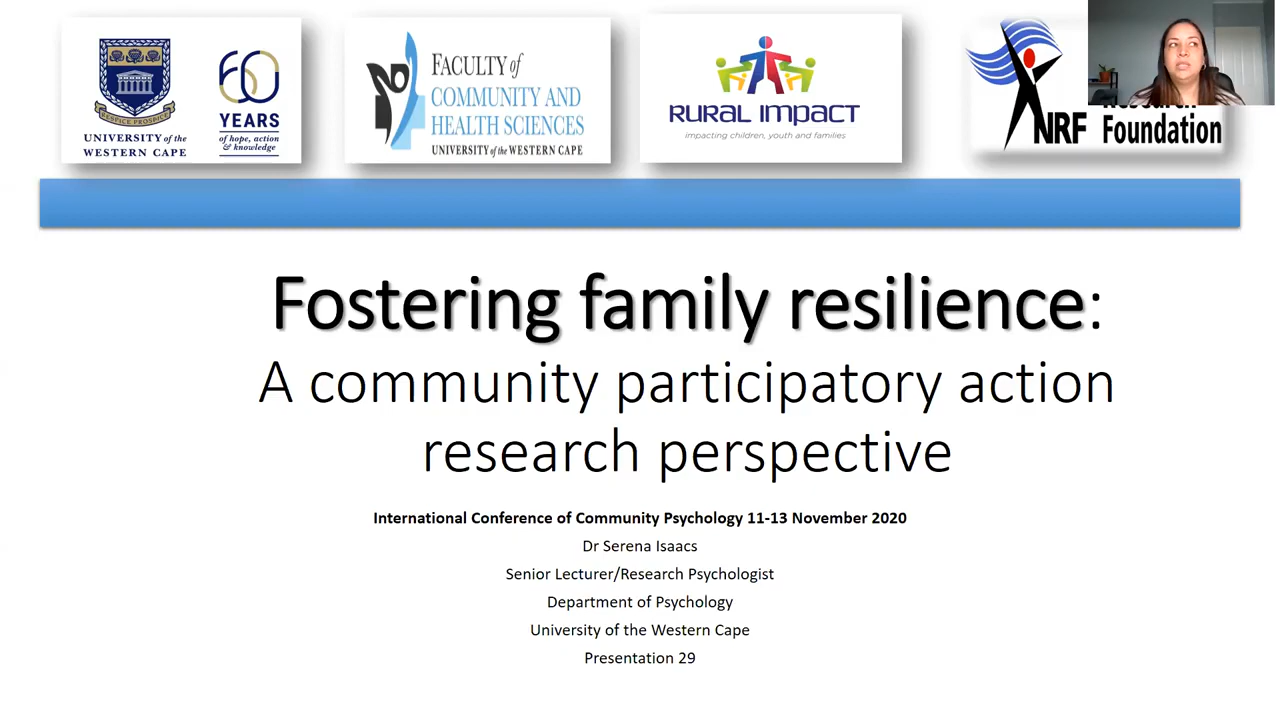 RESPICE PROSPICE
UNIVERSITY of the
WESTERN CAPE
60
YEARS
of hope, action
& knowledge
FACULTY of
COMMUNITY AND
HEALTH SCIENCES
UNIVERSITY of the WESTERN CAPE
RURAL IMPACT
impacting children, youth and families
NRF
Foundation
Fostering family resilience:
A community participatory action
research perspective
International Conference of Community Psychology 11-13 November 2020
Dr Serena Isaacs
Senior Lecturer/Research Psychologist
Department of Psychology
University of the Western Cape
Presentation 29